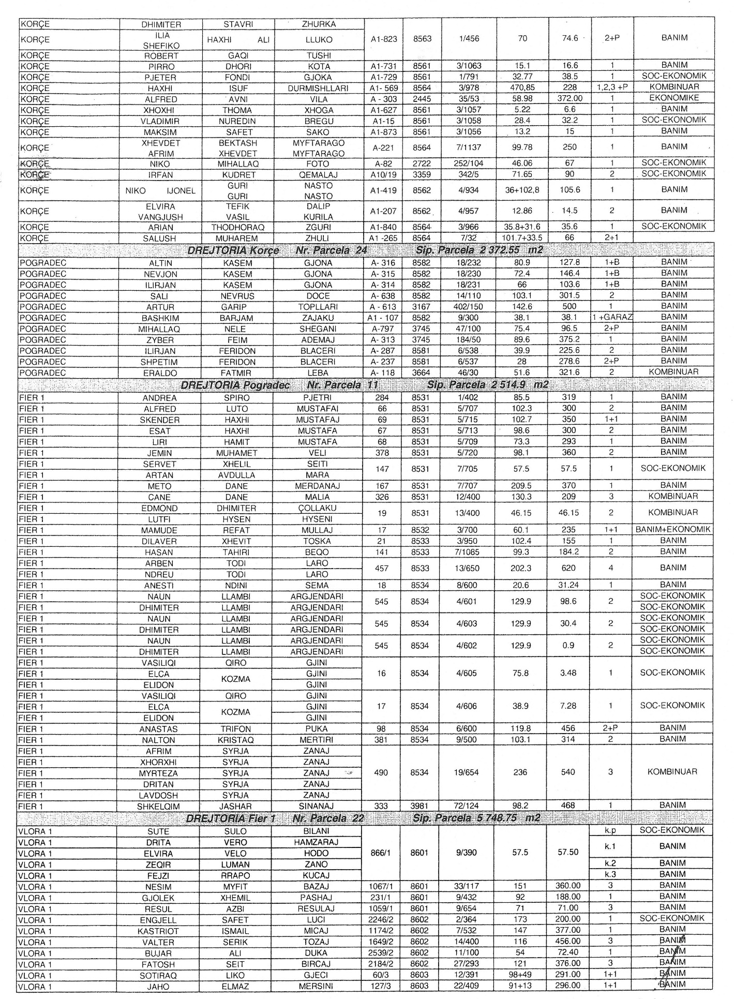 KORÇE DHIMITER STAVRI ZHURKA
KORÇE ILIA SHEFIKO HAXHI ALI LLUKO A1-823 8563 1/456 70 74.6 2+P BANIM
KORÇE ROBERT GAQI TUSHI
KORÇE PIRRO DHORI KOTA A1-731 8561 3/1063 15.1 16.6 1 BANIM
KORÇE PJETER FONDI GJOKA A1-729 8561 1/791 32.77 38.5 1 SOC-EKONOMIK
KORÇE HAXHI ISUF DURMISHLLARI A1- 569 8564 3/978 470,85 228 1,2,3 +P KOMBINUAR
KORÇE ALFRED AVNI VILA A - 303 2445 35/53 58.98 372.00 1 EKONOMIKE
KORÇE XHOXHI THOMA XHOGA A1-627 8561 3/1057 5.22 6.6 1 BANIM
KORÇE VLADIMIR NUREDIN BREGU A1-15 8561 3/1058 28.4 32.2 1 SOC-EKONOMIK
KORÇE MAKSIM SAFET SAKO A1-873 8561 3/1056 13.2 15 1 BANIM
KORÇE XHEVDET BEKTASH MYFTARAGO A-221 8564 7/1137 99.78 250 1 BANIM
AFRIM XHEVDET MYFTARAGO
KORÇE NIKO MIHALLAQ FOTO A-82 2722 252/104 46.06 67 1 SOC-EKONOMIK
KORÇE IRFAN KUDRET QEMALAJ A10/19 3359 342/5 71.65 90 2 SOC-EKONOMIK
KORÇE NIKO IJONEL GURI NASTO A1-419 8562 4/934 36+102,8 105.6 1 BANIM
GURI NASTO
KORÇE ELVIRA TEFIK DALIP A1-207 8562 4/957 12.86 14.5 2 BANIM
VANGJUSH VASIL KURILA
KORÇE ARIAN THODHORAQ ZGURI A1-840 8564 3/966 35.8+31.6 35.6 1 SOC-EKONOMIK
KORÇE SALUSH MUHAREM ZHULI A1 -265 8564 7/32 101.7+33.5 66 2+1
DREJTORIA Korçe Nr. Parcela 24 Sip. Parcela 2 372.55 m2
POGRADEC ALTIN KASEM GJONA A- 316 8582 18/232 80.9 127.8 1+B BANIM
POGRADEC NEVJON KASEM GJONA A- 315 8582 18/230 72.4 146.4 1+B BANIM
POGRADEC ILIRJAN KASEM GJONA A- 314 8582 18/231 66 103.6 1+B BANIM
POGRADEC SALI NEVRUS DOCE A- 638 8582 14/110 103.1 301.5 2 BANIM
POGRADEC ARTUR GARIP TOPLLARI A - 613 3167 402/150 142.6 500 1 BANIM
POGRADEC BASHKIM BARJAM ZAJAKU A1 - 107 8582 9/300 38.1 38.1 1 +GARAZ BANIM
POGRADEC MIHALLAQ NELE SHEGANI A-797 3745 47/100 75.4 96.5 2+P BANIM
POGRADEC ZYBER FEIM ADEMAJ A- 313 3745 184/50 89.6 375.2 1 BANIM
POGRADEC ILIRJAN FERIDON BLACERI A- 287 8581 6/538 39.9 225.6 2 BANIM
POGRADEC SHPETIM FERIDON BLACERI A- 237 8581 6/537 28 278.6 2+P BANIM
POGRADEC ERALDO FATMIR LEBA A- 118 3664 46/30 51.6 321.6 2 KOMBINUAR
DREJTORIA Pogradec Nr. Parcela 11 Sip. Parcela 2 514.9 m2
FIER 1 ANDREA SPIRO PJETRI 284 8531 1/402 85.5 319 1 BANIM
FIER 1 ALFRED LUTO MUSTAFAI 66 8531 5/707 102.3 300 2 BANIM
FIER 1 SKENDER HAXHI MUSTAFAJ 69 8531 5/715 102.7 350 1+1 BANIM
FIER 1 ESAT HAXHI MUSTAFA 67 8531 5/713 98.6 300 2 BANIM
FIER 1 LIRI HAMIT MUSTAFA 68 8531 5/709 73.3 293 1 BANIM
FIER 1 JEMIN MUHAMET VELI 378 8531 5/720 98.1 360 2 BANIM
FIER 1 SERVET XHELIL SEITI 147 8531 7/705 57.5 57.5 1 SOC-EKONOMIK
FIER 1 ARTAN AVDULLA MARA
FIER 1 METO DANE MERDANAJ 167 8531 7/707 209.5 370 1 BANIM
FIER 1 CANE DANE MALIA 326 8531 12/400 130.3 209 3 KOMBINUAR
FIER 1 EDMOND DHIMITER ÇOLLAKU 19 8531 13/400 46.15 46.15 2 KOMBINUAR
FIER 1 LUTFI HYSEN HYSENI
FIER 1 MAMUDE REFAT MULLAJ 17 8532 3/700 60.1 235 1+1 BANIM+EKONOMIK
FIER 1 DILAVER XHEVIT TOSKA 21 8533 3/950 102.4 155 1 BANIM
FIER 1 HASAN TAHIRI BEQO 141 8533 7/1085 99.3 184.2 2 BANIM
FIER 1 ARBEN TODI LARO 457 8533 13/650 202.3 620 4 BANIM
FIER 1 NDREU TODI LARO
FIER 1 ANESTI NDINI SEMA 18 8534 8/600 20.6 31.24 1 BANIM
FIER 1 NAUN LLAMBI ARGJENDARI 545 8534 4/601 129.9 98.6 2 SOC-EKONOMIK
FIER 1 DHIMITER LLAMBI ARGJENDARI SOC-EKONOMIK
FIER 1 NAUN LLAMBI ARGJENDARI 545 8534 4/603 129.9 30.4 2 SOC-EKONOMIK
FIER 1 DHIMITER LLAMBI ARGJENDARI SOC-EKONOMIK
FIER 1 NAUN LLAMBI ARGJENDARI 545 8534 4/602 129.9 0.9 2 SOC-EKONOMIK
FIER 1 DHIMITER LLAMBI ARGJENDARI SOC-EKONOMIK
FIER 1 VASILIQI QIRO GJINI
FIER 1 ELCA KOZMA GJINI 16 8534 4/605 75.8 3.48 1 SOC-EKONOMIK
FIER 1 ELIDON GJINI
FIER 1 VASILIQI QIRO GJINI
FIER 1 ELCA KOZMA GJINI 17 8534 4/606 38.9 7.28 1 SOC-EKONOMIK
FIER 1 ELIDON GJINI
FIER 1 ANASTAS TRIFON PUKA 98 8534 6/600 119.8 456 2+P BANIM
FIER 1 NALTON KRISTAQ MERTIRI 381 8534 9/500 103.1 314 2 BANIM
FIER 1 AFRIM SYRJA ZANAJ
FIER 1 XHORXHI SYRJA ZANAJ
FIER 1 MYRTEZA SYRJA ZANAJ 490 8534 19/654 236 540 3 KOMBINUAR
FIER 1 DRITAN SYRJA ZANAJ
FIER 1 LAVDOSH SYRJA ZANAJ
FIER 1 SHKELQIM JASHAR SINANAJ 333 3981 72/124 98.2 468 1 BANIM
DREJTORIA Fier 1 Nr. Parcela 22 Sip. Parcela 5 748.75 m2
VLORA 1 SUTE SULO BILANI k.p SOC-EKONOMIK
VLORA 1 DRITA VERO HAMZARAJ k.1 BANIM
VLORA 1 ELVIRA VELO HODO 866/1 8601 9/390 57.5 57.50
VLORA 1 ZEQIR LUMAN ZANO k.2 BANIM
VLORA 1 FEJZI RRAPO KUCAJ k.3 BANIM
VLORA 1 NESIM MYFIT BAZAJ 1067/1 8601 33/117 151 360.00 3 BANIM
VLORA 1 GJOLEK XHEMIL PASHAJ 231/1 8601 9/432 92 188.00 1 BANIM
VLORA 1 RESUL AZBI RESULAJ 1059/1 8601 9/654 71 71.00 3 BANIM
VLORA 1 ENGJELL SAFET LUCI 2246/2 8602 2/364 173 200.00 1 SOC-EKONOMIK
VLORA 1 KASTRIOT ISMAIL MICAJ 1174/2 8602 7/532 147 377.00 1 BANIM
VLORA 1 VALTER SERIK TOZAJ 1649/2 8602 14/400 116 456.00 3 BANIM
VLORA 1 BUJAR ALI DUKA 2539/2 8602 11/100 54 72.40 1 BANIM
VLORA 1 FATOSH SEIT BIRCAJ 2184/2 8602 27/293 121 376.00 3 BANIM
VLORA 1 SOTIRAQ LIKO GJECI 60/3 8603 12/391 98+49 291.00 1+1 BANIM
VLORA 1 JAHO ELMAZ MERSINI 127/3 8603 22/409 91+13 296.00 1+1 BANIM